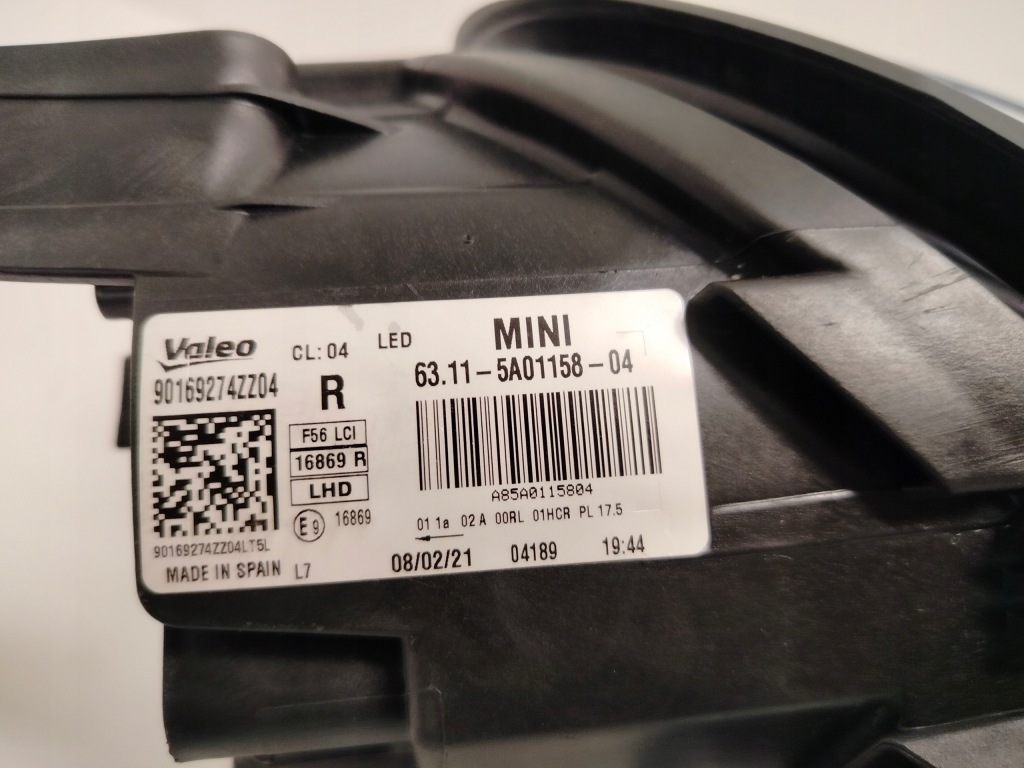 Valeo
CL: 04
LED
MINI
90169274ZZ04
R
63.11 - 5A01158 - 04
F56 LCI
16869 R
LHD
A85A0115804
E9 16869
01 1a 02 A 00RL 01HCR PL 17.5
90169274ZZ04LT5L
08/02/21 04189 19:44
MADE IN SPAIN L7